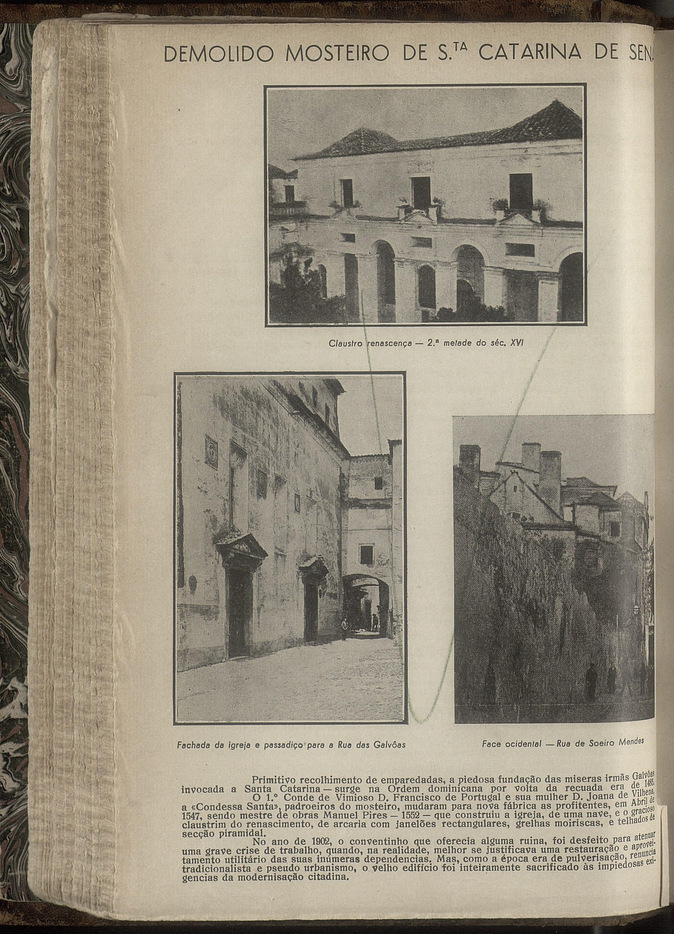 DEMOLIDO MOSTEIRO DE S.TA CATARINA DE SEN
Claustro renascença — 2.ª metade do séc. XVI
Fachada da igreja e passadiço para a Rua das Galvôas
Face ocidental — Rua de Soeiro Mendes
Primitivo recolhimento de emparedadas, a piedosa fundação das míseras irmãs Galvôas
invocada a Santa Catarina — surge na Ordem dominicana por volta da recuada era de
O 1.º Conde de Vimioso D. Francisco de Portugal e sua mulher D. Joana de Vilhena,
a «Condessa Santa», padroeiros do mosteiro, mudaram para nova fábrica as profitentes, em Abril de
1547, sendo mestre de obras Manuel Pires — 1552 — que construiu a igreja, de uma nave, e o gracioso
claustrim do renascimento, de arcaria com janelões rectangulares, grelhas moiriscas, e telhados de
secção piramidal.
No ano de 1902, o conventinho que oferecia alguma ruina, foi desfeito para atenuar
uma grave crise de trabalho, quando, na realidade, melhor se justificava uma restauração e aprovei-
tamento utilitário das suas inúmeras dependencias. Mas, como a época era de pulverisação, renuncia
tradicionalista e pseudo urbanismo, o velho edifício foi inteiramente sacrificado às impiedosas exi-
gencias da modernisação citadina.